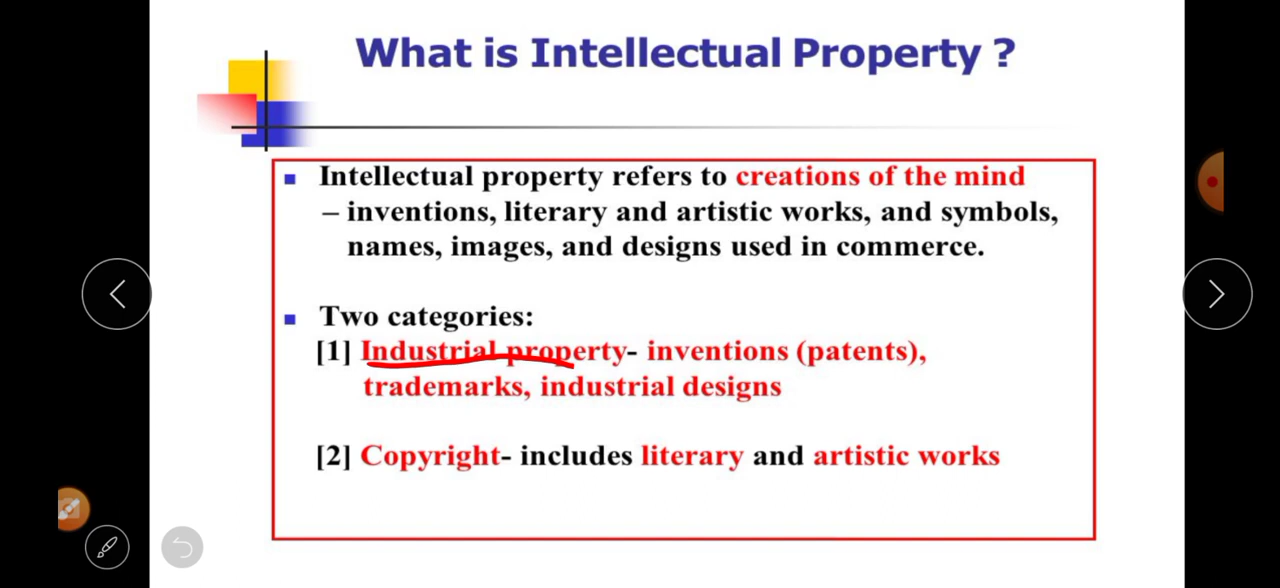 What is Intellectual Property ?
Intellectual property refers to creations of the mind
– inventions, literary and artistic works, and symbols,
names, images, and designs used in commerce.
Two categories:
[1] Industrial property- inventions (patents),
trademarks, industrial designs
[2] Copyright- includes literary and artistic works